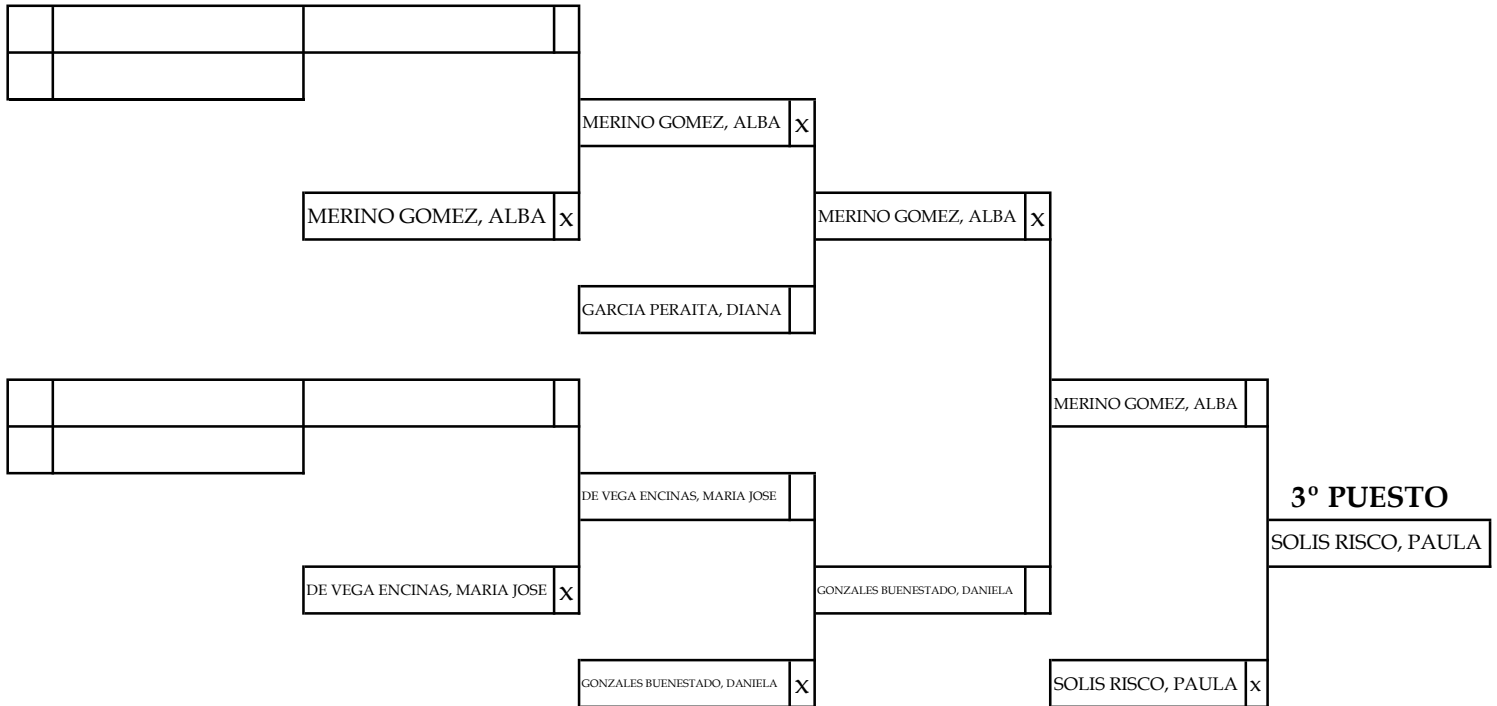 MERINO GOMEZ, ALBA x
MERINO GOMEZ, ALBA x
MERINO GOMEZ, ALBA x
GARCIA PERAITA, DIANA
MERINO GOMEZ, ALBA
DE VEGA ENCINAS, MARIA JOSE
3º PUESTO
SOLIS RISCO, PAULA
DE VEGA ENCINAS, MARIA JOSE x
GONZALES BUENESTADO, DANIELA
GONZALES BUENESTADO, DANIELA x
SOLIS RISCO, PAULA x